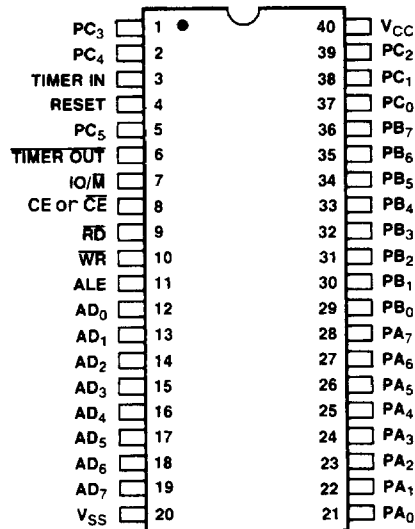 PC₃ 1 40 V_CC
PC₄ 2 39 PC₂
TIMER IN 3 38 PC₁
RESET 4 37 PC₀
PC₅ 5 36 PB₇
TIMER OUT 6 35 PB₆
IO/M 7 34 PB₅
CE or CE 8 33 PB₄
RD 9 32 PB₃
WR 10 31 PB₂
ALE 11 30 PB₁
AD₀ 12 29 PB₀
AD₁ 13 28 PA₇
AD₂ 14 27 PA₆
AD₃ 15 26 PA₅
AD₄ 16 25 PA₄
AD₅ 17 24 PA₃
AD₆ 18 23 PA₂
AD₇ 19 22 PA₁
V_SS 20 21 PA₀